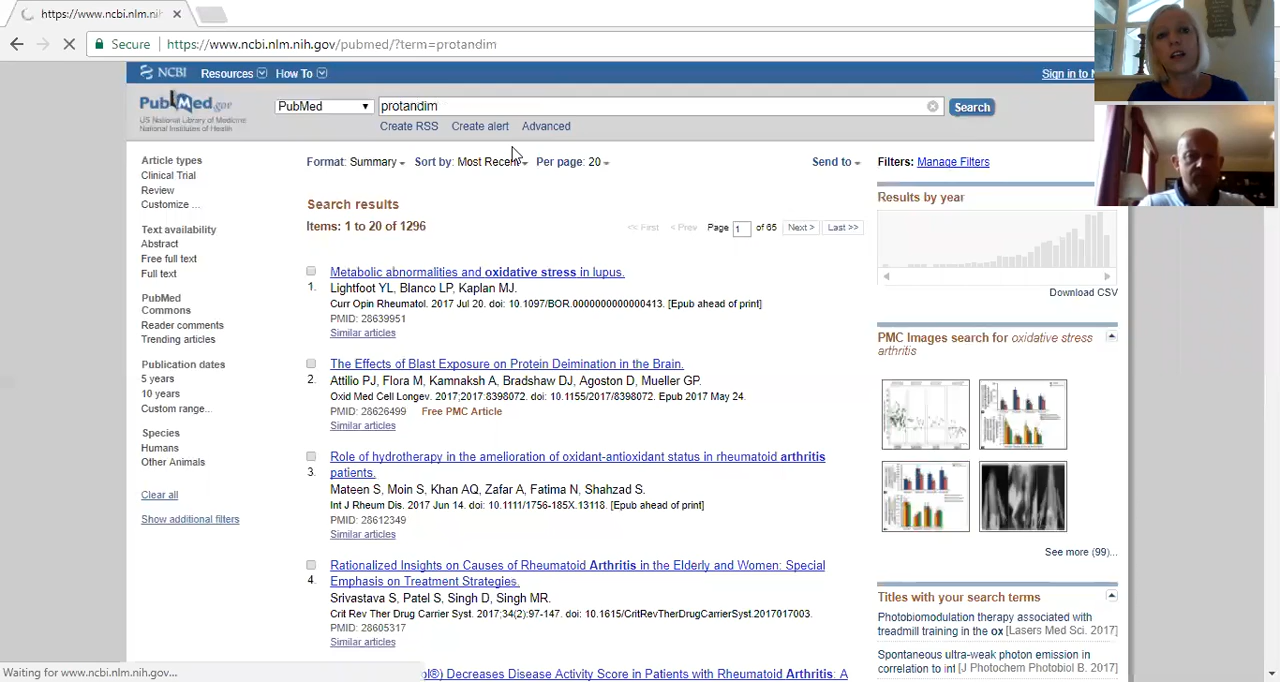 https://www.ncbi.nlm.nih
Secure https://www.ncbi.nlm.nih.gov/pubmed/?term=protandim
NCBI Resources How To Sign in to
PubMed.gov
US National Library of Medicine
National Institutes of Health
PubMed protandim Search
Create RSS Create alert Advanced
Article types
Clinical Trial
Review
Customize ...
Text availability
Abstract
Free full text
Full text
PubMed
Commons
Reader comments
Trending articles
Publication dates
5 years
10 years
Custom range...
Species
Humans
Other Animals
Clear all
Show additional filters
Format: Summary Sort by: Most Recent Per page: 20 Send to
Search results
Items: 1 to 20 of 1296
<< First < Prev Page 1 of 65 Next > Last >>
Metabolic abnormalities and oxidative stress in lupus.
1. Lightfoot YL, Blanco LP, Kaplan MJ.
Curr Opin Rheumatol. 2017 Jul 20. doi: 10.1097/BOR.0000000000000413. [Epub ahead of print]
PMID: 28639951
Similar articles
The Effects of Blast Exposure on Protein Deimination in the Brain.
2. Attilio PJ, Flora M, Kamnaksh A, Bradshaw DJ, Agoston D, Mueller GP.
Oxid Med Cell Longev. 2017;2017:8398072. doi: 10.1155/2017/8398072. Epub 2017 May 24.
PMID: 28626499 Free PMC Article
Similar articles
Role of hydrotherapy in the amelioration of oxidant-antioxidant status in rheumatoid arthritis
3. patients.
Mateen S, Moin S, Khan AQ, Zafar A, Fatima N, Shahzad S.
Int J Rheum Dis. 2017 Jun 14. doi: 10.1111/1756-185X.13118. [Epub ahead of print]
PMID: 28612349
Similar articles
Rationalized Insights on Causes of Rheumatoid Arthritis in the Elderly and Women: Special
4. Emphasis on Treatment Strategies.
Srivastava S, Patel S, Singh D, Singh MR.
Crit Rev Ther Drug Carrier Syst. 2017;34(2):97-147. doi: 10.1615/CritRevTherDrugCarrierSyst.2017017003.
PMID: 28605317
Similar articles
®) Decreases Disease Activity Score in Patients with Rheumatoid Arthritis: A
Filters: Manage Filters
Results by year
Download CSV
PMC Images search for oxidative stress
arthritis
See more (99)...
Titles with your search terms
Photobiomodulation therapy associated with
treadmill training in the ox [Lasers Med Sci. 2017]
Spontaneous ultra-weak photon emission in
correlation to inf [J Photochem Photobiol B. 2017]
Waiting for www.ncbi.nlm.nih.gov...